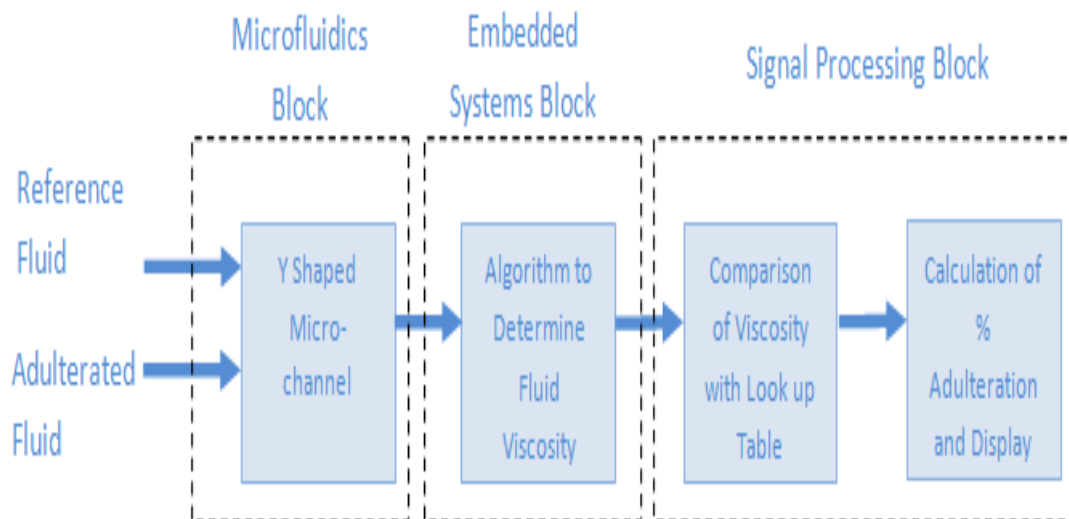 Microfluidics
Block
Embedded
Systems Block
Signal Processing Block
Reference
Fluid
Adulterated
Fluid
Y Shaped
Micro-
channel
Algorithm to
Determine
Fluid
Viscosity
Comparison
of Viscosity
with Look up
Table
Calculation of
%
Adulteration
and Display